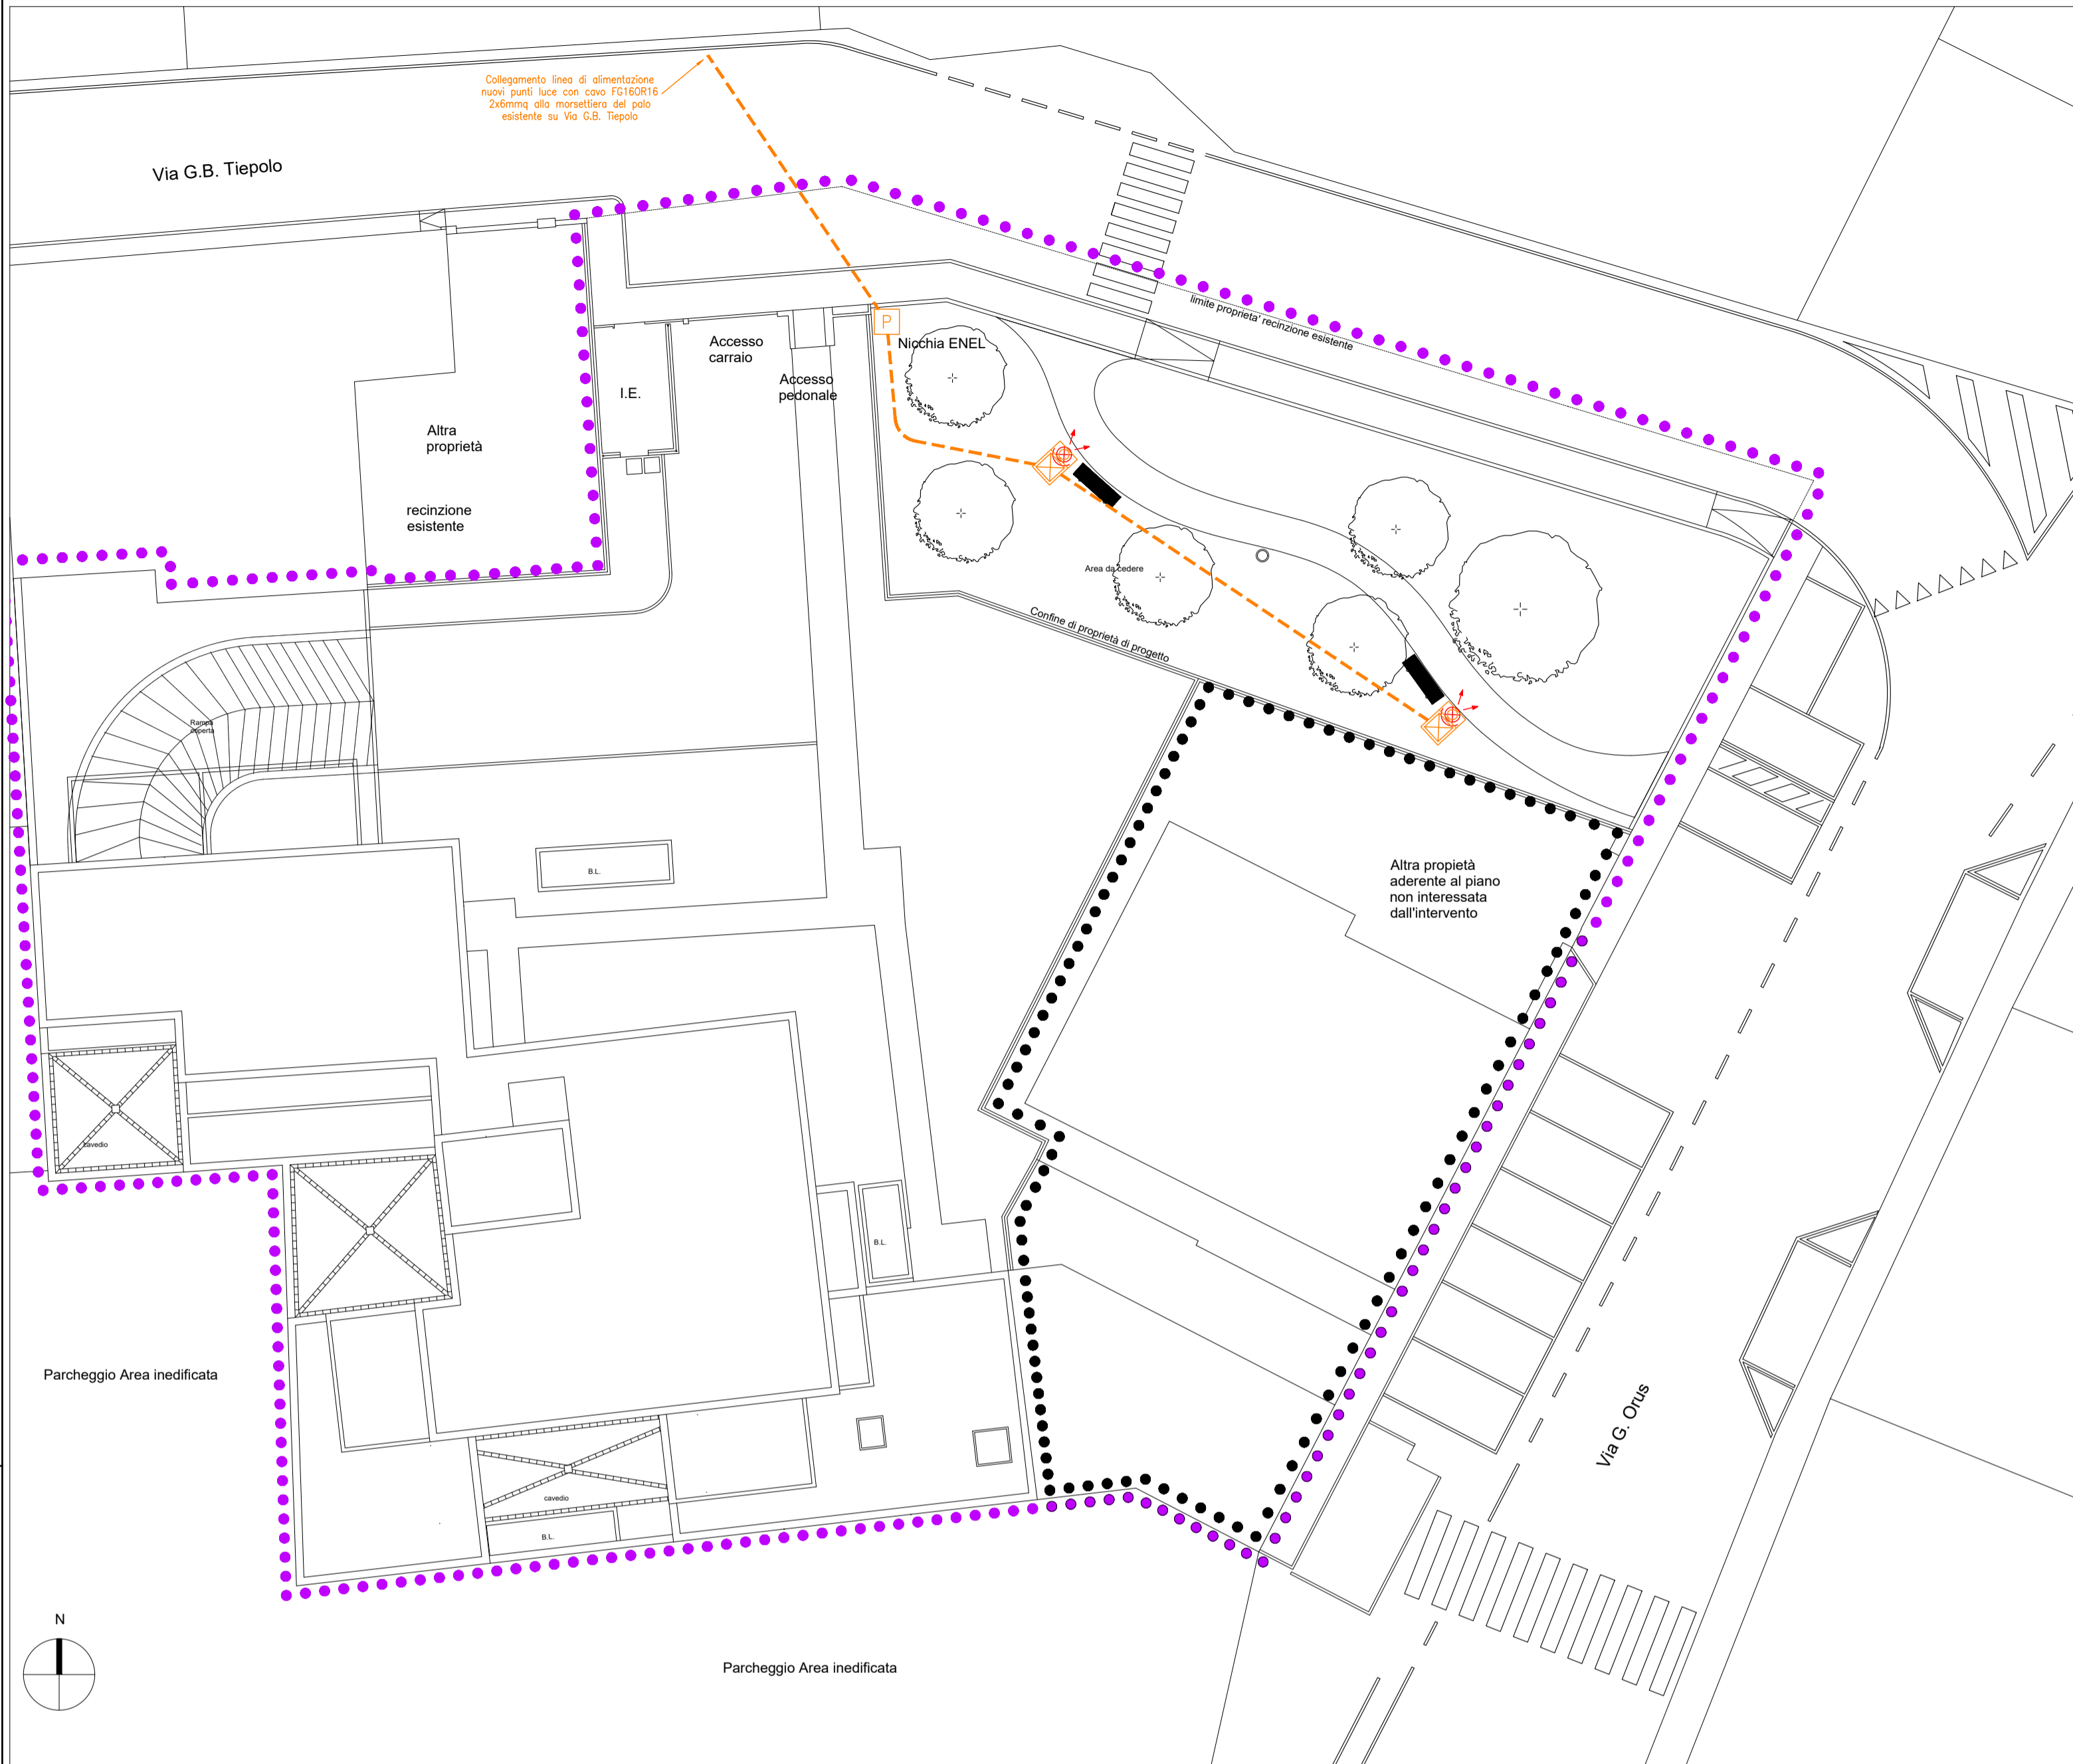 Collegamento linea di alimentazione
nuovi punti luce con cavo FG16OR16
2x6mmq alla morsettiera del palo
esistente su Via G.B. Tiepolo
Via G.B. Tiepolo
limite proprieta' recinzione esistente
P
Nicchia ENEL
Accesso
carraio
Accesso
pedonale
I.E.
Altra
proprietà
recinzione
esistente
Area da cedere
Confine di proprietà di progetto
Rampa
coperta
B.L.
Altra propietà
aderente al piano
non interessata
dall'intervento
cavedio
B.L.
Parcheggio Area inedificata
Via G. Orus
cavedio
B.L.
N
Parcheggio Area inedificata